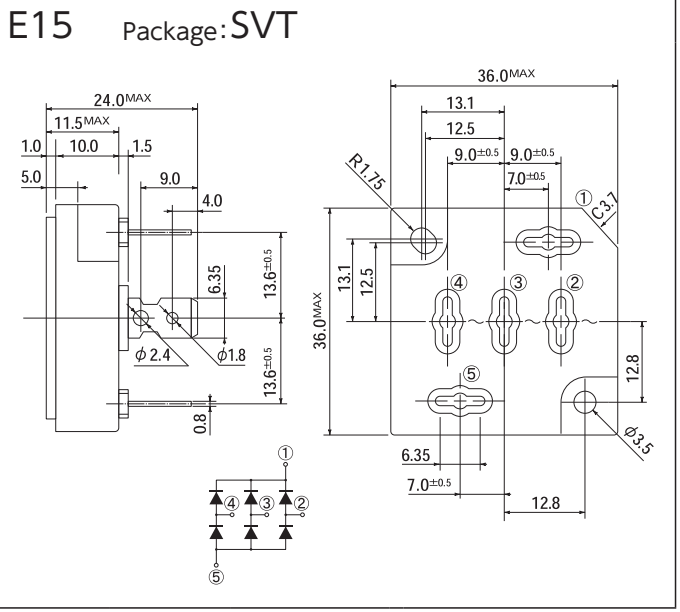 E15 Package:SVT
36.0MAX
24.0MAX
13.1
11.5MAX
12.5
1.0 10.0 1.5
9.0±0.5 9.0±0.5
5.0 9.0
R1.75
7.0±0.5
4.0
① C3.7
13.6±0.5
6.35
13.1
12.5
④ ③ ②
36.0MAX
φ2.4 φ1.8
13.6±0.5
12.8
⑤
0.8
φ3.5
6.35
①
7.0±0.5
12.8
④ ③ ②
⑤